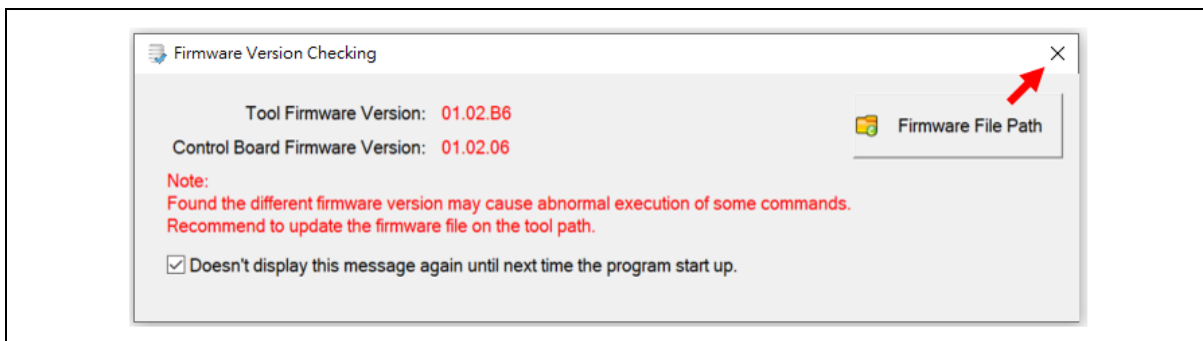 Firmware Version Checking
Tool Firmware Version: 01.02.B6
Firmware File Path
Control Board Firmware Version: 01.02.06
Note:
Found the different firmware version may cause abnormal execution of some commands.
Recommend to update the firmware file on the tool path.
Doesn't display this message again until next time the program start up.